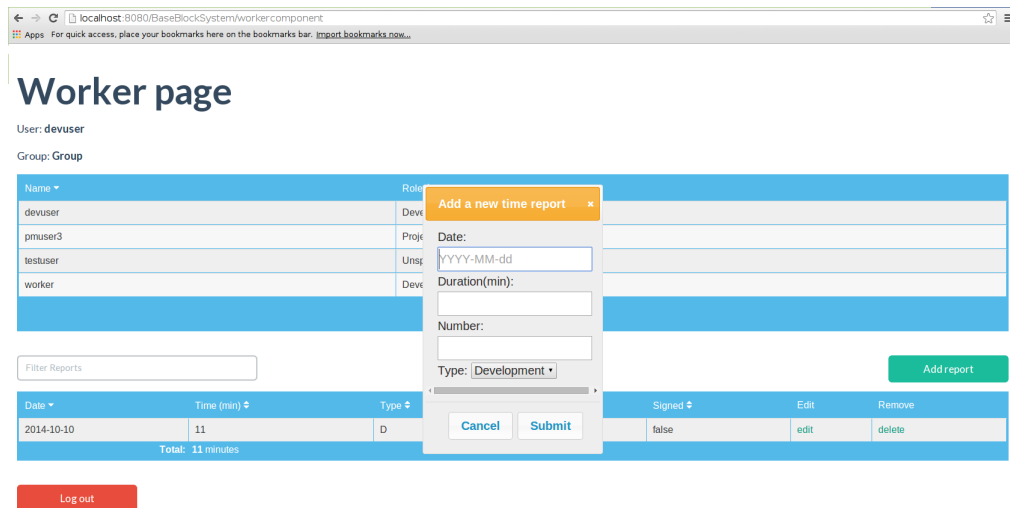 localhost:8080/BaseBlockSystem/workercomponent
Apps For quick access, place your bookmarks here on the bookmarks bar. Import bookmarks now...
Worker page
User: devuser
Group: Group
Name
Role
devuser
Deve
pmuser3
Proje
testuser
Unsp
worker
Deve
Add a new time report ×
Date:
YYYY-MM-dd
Duration(min):
Number:
Type: Development
Cancel Submit
Filter Reports
Add report
Date Time (min) Type Signed Edit Remove
2014-10-10 11 D false edit delete
Total: 11 minutes
Log out